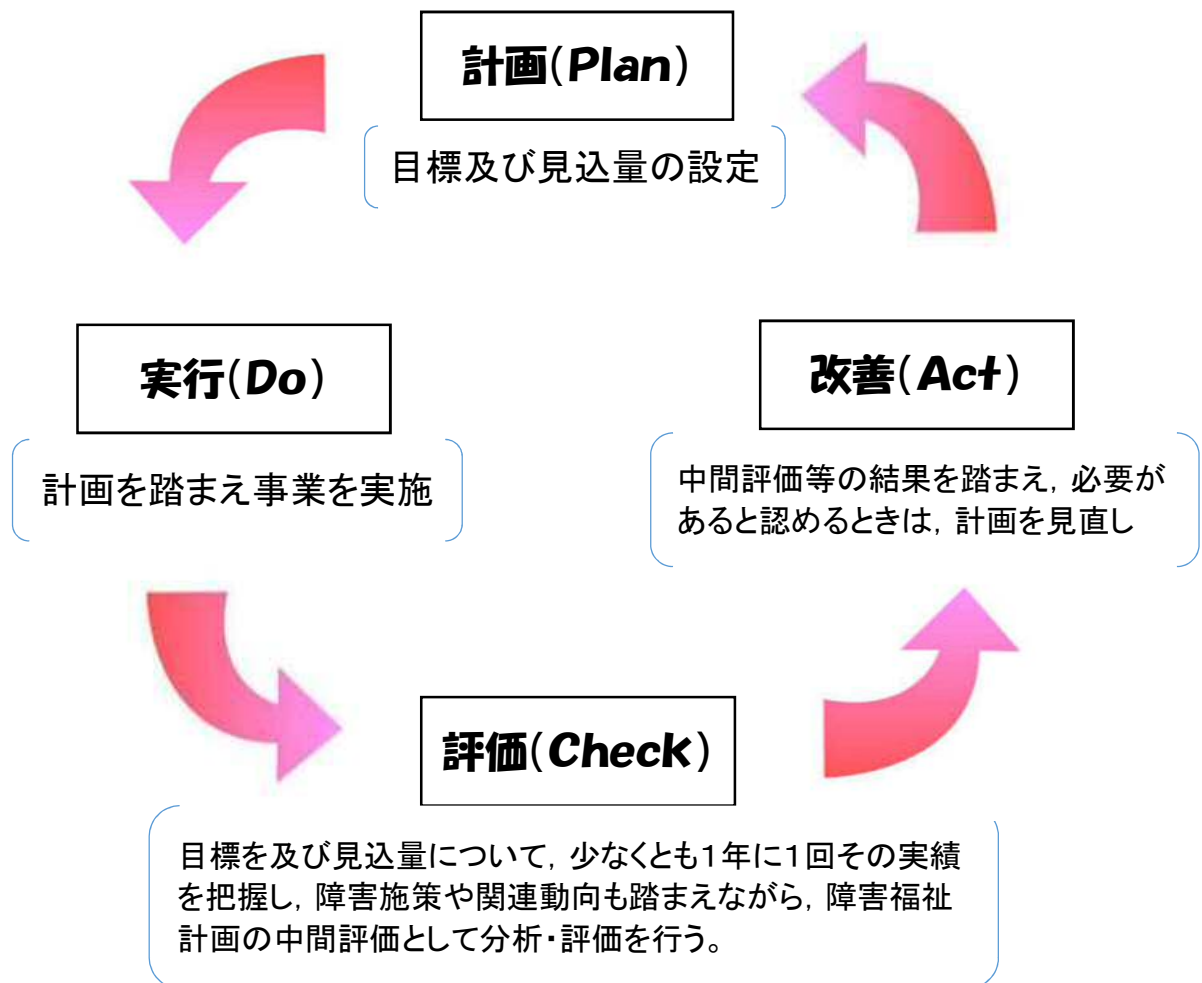 計画(Plan)
目標及び見込量の設定
実行(Do)
計画を踏まえ事業を実施
改善(Act)
中間評価等の結果を踏まえ，必要が
あると認めるときは，計画を見直し
評価(Check)
目標を及び見込量について，少なくとも１年に１回その実績
を把握し，障害施策や関連動向も踏まえながら，障害福祉
計画の中間評価として分析・評価を行う。